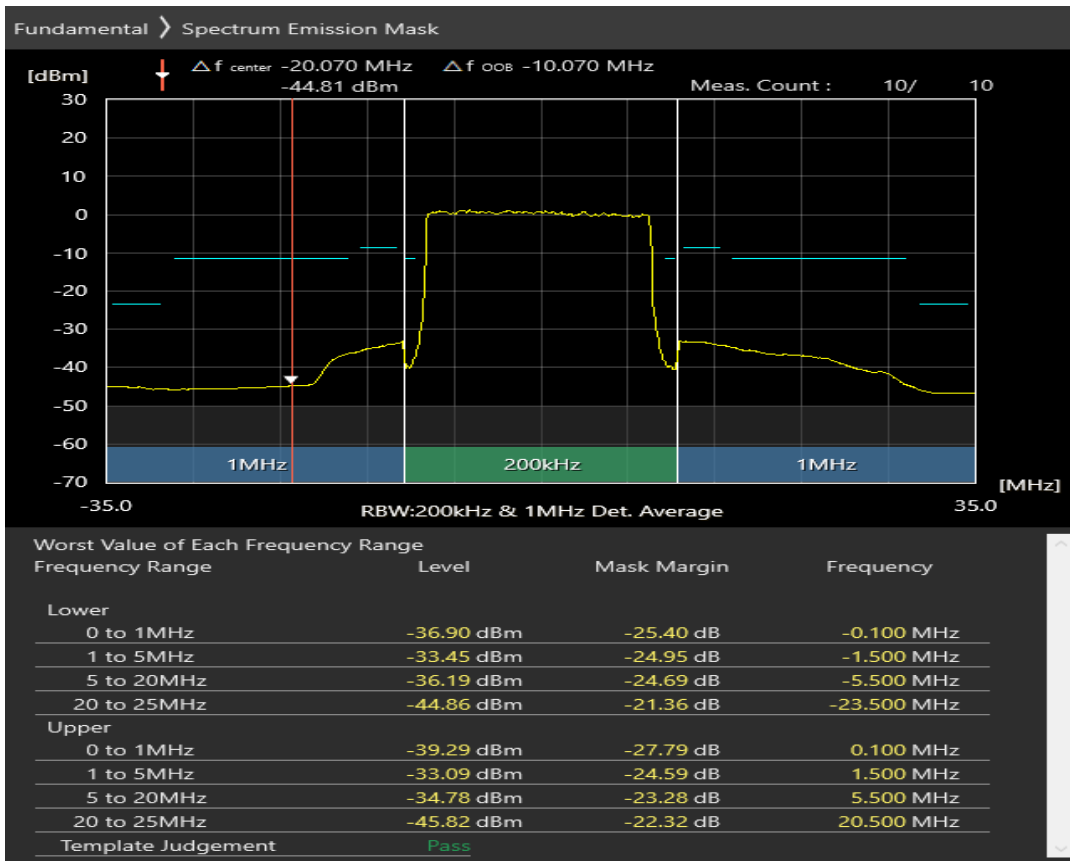 Fundamental ❯ Spectrum Emission Mask
△f center -20.070 MHz △f OOB -10.070 MHz
[dBm] -44.81 dBm Meas. Count : 10/ 10
30
20
10
0
-10
-20
-30
-40
-50
-60
1MHz 200kHz 1MHz
-70
[MHz]
-35.0 RBW:200kHz & 1MHz Det. Average 35.0
Worst Value of Each Frequency Range
Frequency Range Level Mask Margin Frequency
Lower
0 to 1MHz -36.90 dBm -25.40 dB -0.100 MHz
1 to 5MHz -33.45 dBm -24.95 dB -1.500 MHz
5 to 20MHz -36.19 dBm -24.69 dB -5.500 MHz
20 to 25MHz -44.86 dBm -21.36 dB -23.500 MHz
Upper
0 to 1MHz -39.29 dBm -27.79 dB 0.100 MHz
1 to 5MHz -33.09 dBm -24.59 dB 1.500 MHz
5 to 20MHz -34.78 dBm -23.28 dB 5.500 MHz
20 to 25MHz -45.82 dBm -22.32 dB 20.500 MHz
Template Judgement Pass